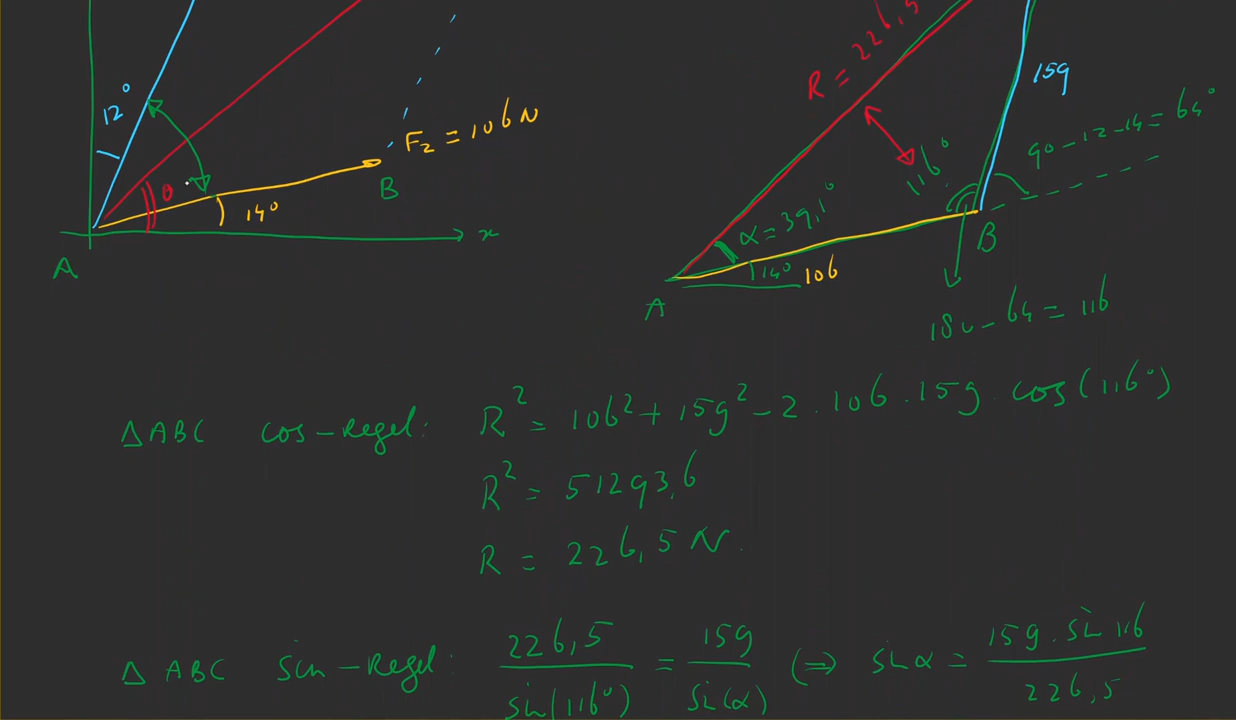 12°
θ
14°
F₂ = 106 N
B
x
A
R = 226,5
159
90 - 12 - 14 = 64°
116°
α = 39,1°
14°
106
B
A
180 - 64 = 116
ΔABC cos-Regel: R² = 106² + 159² - 2 . 106 . 159 . cos(116°)
R² = 51293,6
R = 226,5 N.
ΔABC sin-Regel: 226,5 / sin(116°) = 159 / sin(α) (⇒ sin α = 159 . sin 116 / 226,5